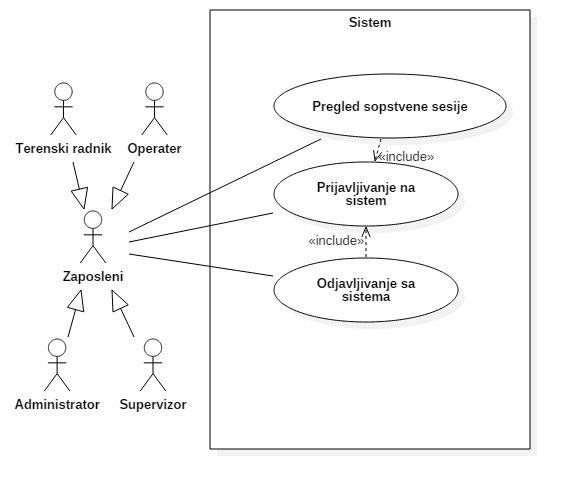 Sistem
Pregled sopstvene sesije
Terenski radnik
Operater
«include»
Prijavljivanje na
sistem
«include»
Zaposleni
Odjavljivanje sa
sistema
Administrator
Supervizor